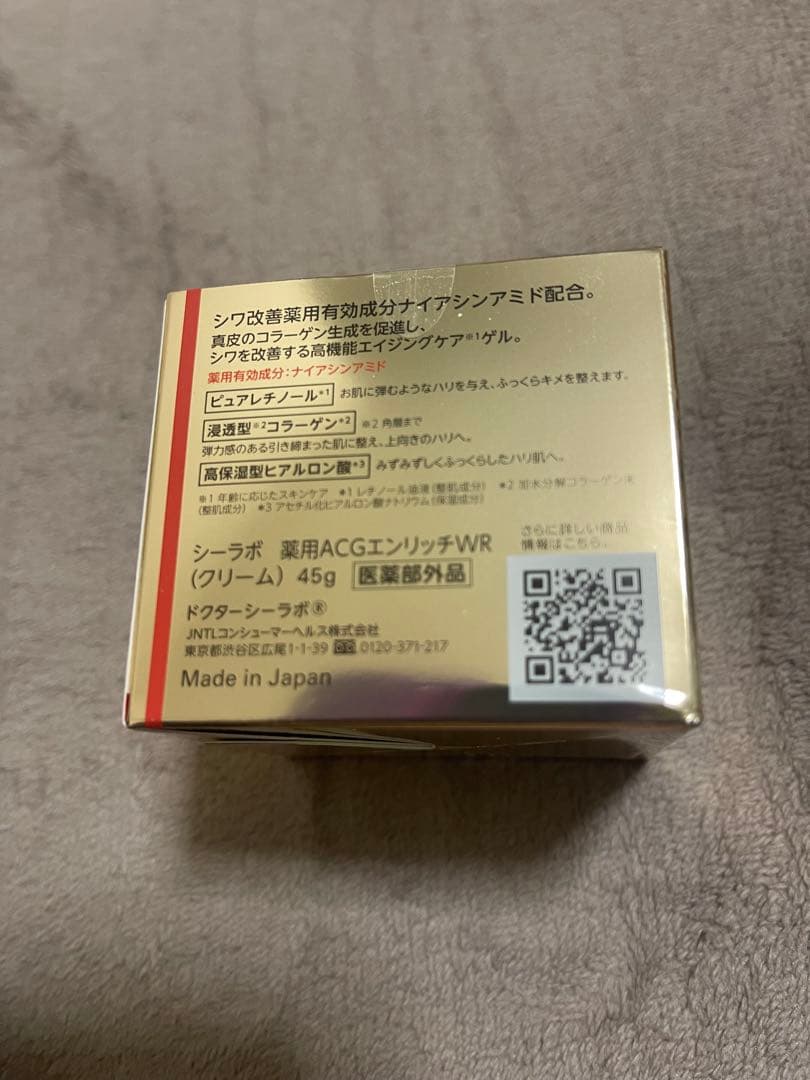 シワ改善薬用有効成分ナイアシンアミド配合。
真皮のコラーゲン生成を促進し、
シワを改善する高機能エイジングケア※1ゲル。
薬用有効成分：ナイアシンアミド
ピュアレチノール*1 お肌に弾むようなハリを与え、ふっくらキメを整えます。
浸透型※2コラーゲン*2 ※2 角層まで
弾力感のある引き締まった肌に整え、上向きのハリへ。
高保湿型ヒアルロン酸*3 みずみずしくふっくらしたハリ肌へ。
※1 年齢に応じたスキンケア *1 レチノール油液（整肌成分） *2 加水分解コラーゲン末
（整肌成分） *3 アセチル化ヒアルロン酸ナトリウム（保湿成分）
さらに詳しい商品
情報はこちら。
シーラボ 薬用ACGエンリッチWR
（クリーム） 45g 医薬部外品
ドクターシーラボ®
JNTLコンシューマーヘルス株式会社
東京都渋谷区広尾1-1-39 0120-371-217
Made in Japan